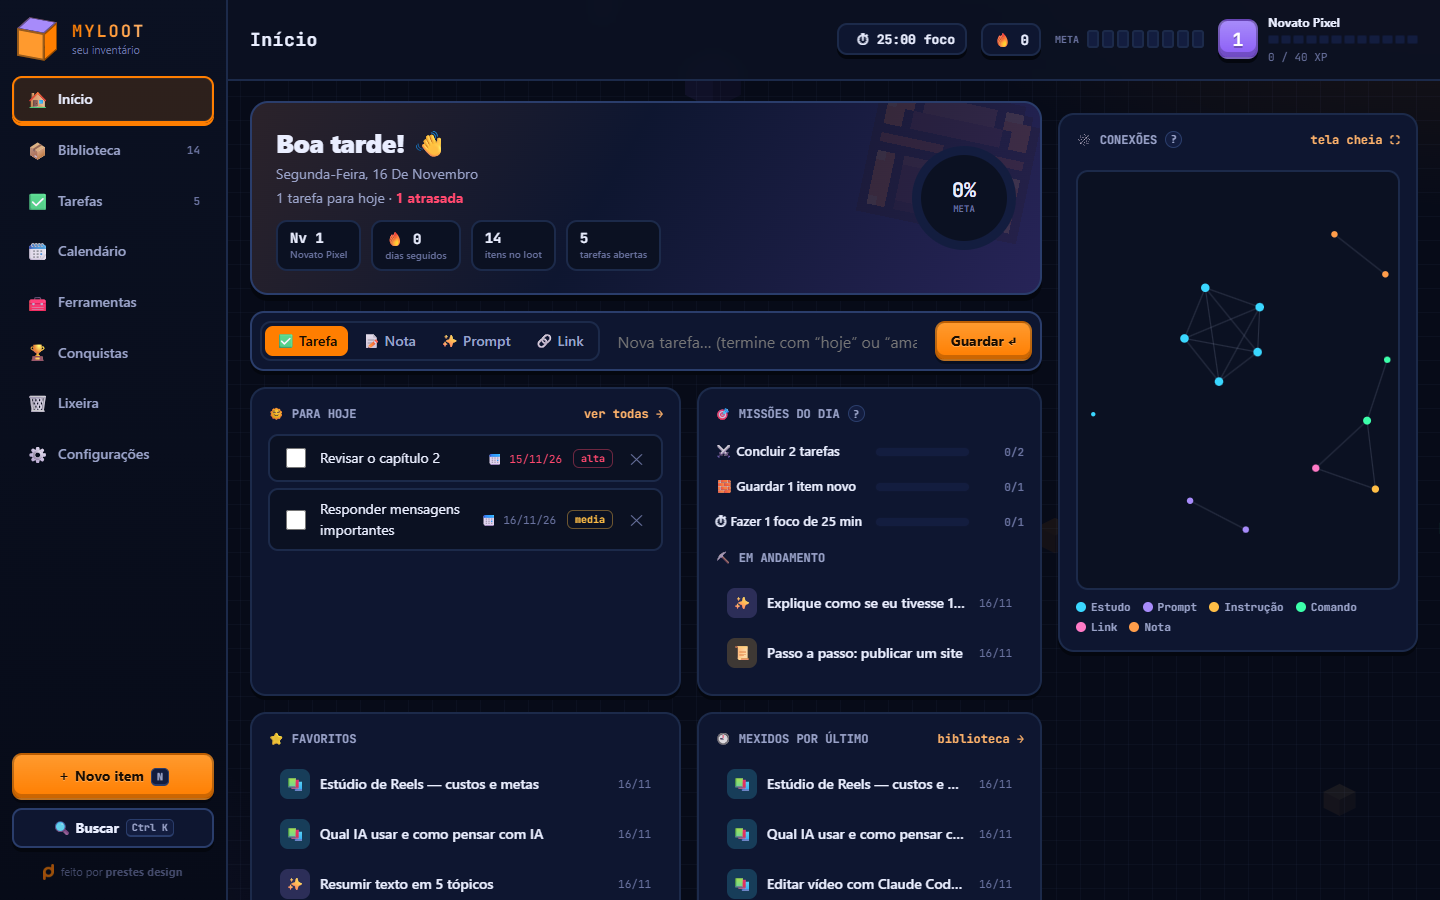 MYLOOT
seu inventário
Início
Biblioteca 14
Tarefas 5
Calendário
Ferramentas
Conquistas
Lixeira
Configurações
+ Novo item N
Buscar Ctrl K
feito por prestes design
Início
25:00 foco
0
META
1
Novato Pixel
0 / 40 XP
Boa tarde!
Segunda-Feira, 16 De Novembro
1 tarefa para hoje · 1 atrasada
Nv 1
Novato Pixel
0
dias seguidos
14
itens no loot
5
tarefas abertas
0%
META
Tarefa
Nota
Prompt
Link
Nova tarefa... (termine com "hoje" ou "ama
Guardar ↵
PARA HOJE
ver todas →
Revisar o capítulo 2 15/11/26 alta
Responder mensagens importantes 16/11/26 media
MISSÕES DO DIA ?
Concluir 2 tarefas 0/2
Guardar 1 item novo 0/1
Fazer 1 foco de 25 min 0/1
EM ANDAMENTO
Explique como se eu tivesse 1... 16/11
Passo a passo: publicar um site 16/11
FAVORITOS
Estúdio de Reels — custos e metas 16/11
Qual IA usar e como pensar com IA 16/11
Resumir texto em 5 tópicos 16/11
MEXIDOS POR ÚLTIMO
biblioteca →
Estúdio de Reels — custos e ... 16/11
Qual IA usar e como pensar c... 16/11
Editar vídeo com Claude Cod... 16/11
CONEXÕES ?
tela cheia
Estudo
Prompt
Instrução
Comando
Link
Nota